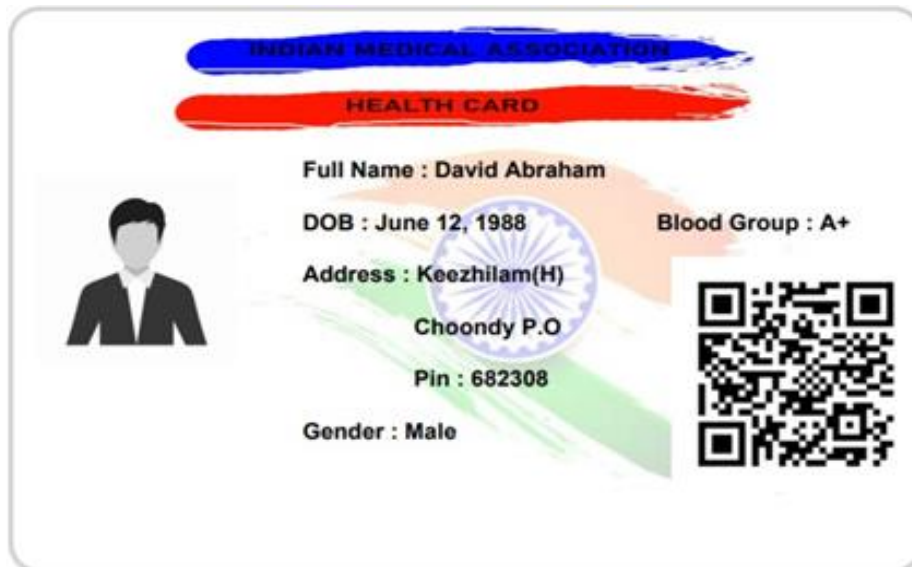 INDIAN MEDICAL ASSOCIATION
HEALTH CARD
Full Name : David Abraham
DOB : June 12, 1988
Blood Group : A+
Address : Keezhilam(H)
Choondy P.O
Pin : 682308
Gender : Male